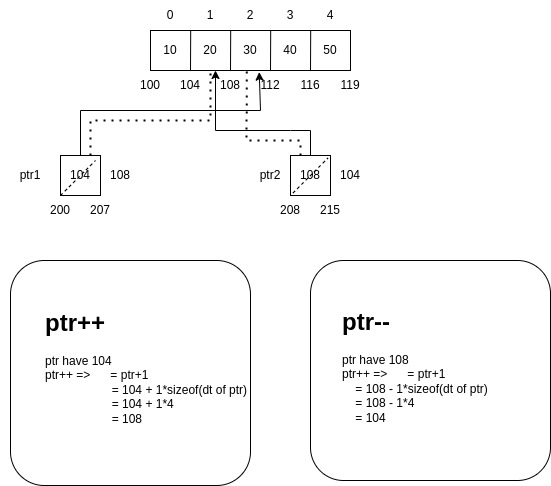 0 1 2 3 4
10 20 30 40 50
100 104 108 112 116 119
ptr1 104 108 ptr2 108 104
200 207 208 215
ptr++
ptr have 104
ptr++ => = ptr+1
= 104 + 1*sizeof(dt of ptr)
= 104 + 1*4
= 108
ptr--
ptr have 108
ptr++ => = ptr+1
= 108 - 1*sizeof(dt of ptr)
= 108 - 1*4
= 104